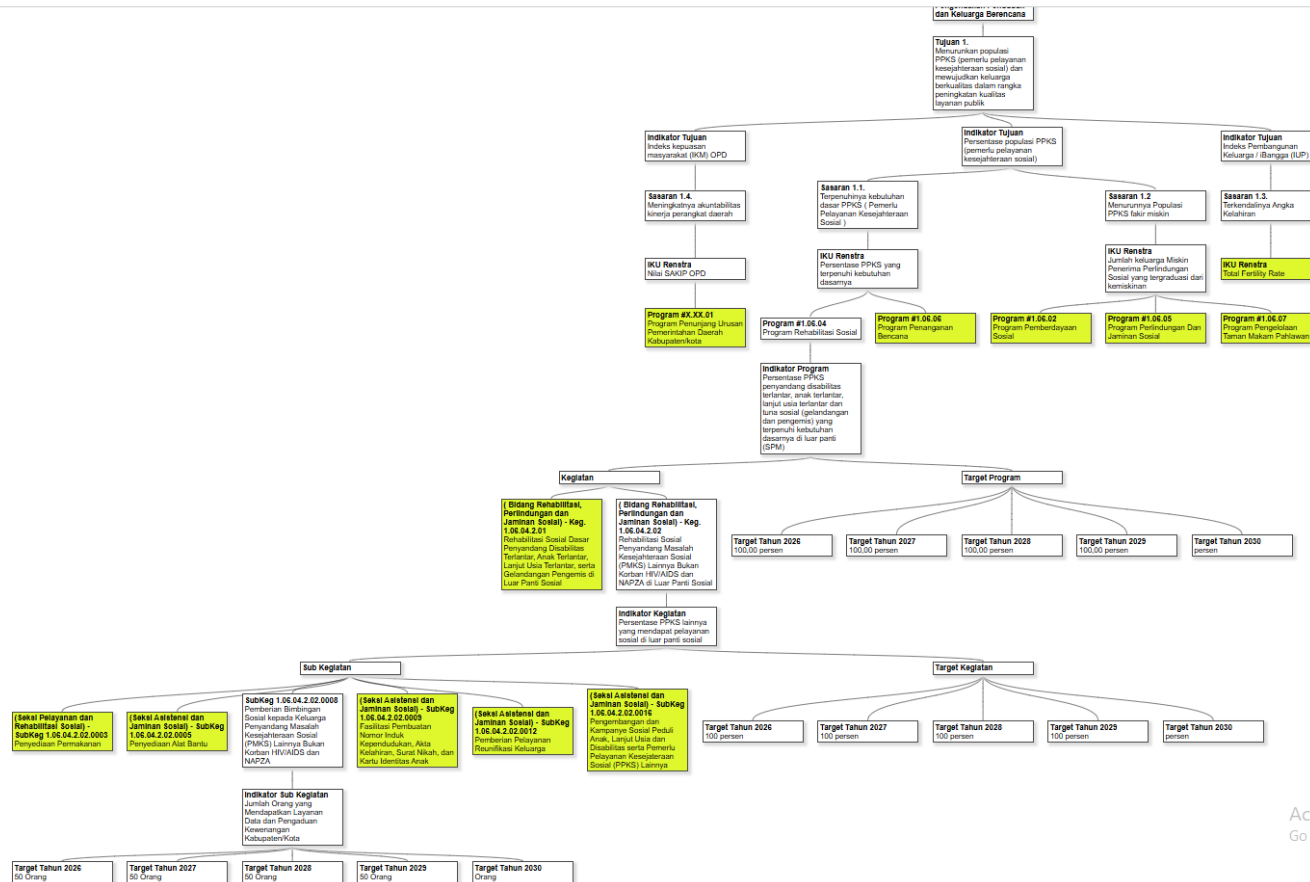 dan Keluarga Berencana
Tujuan 1.
Menurunkan populasi
PPKS (pemerlu pelayanan
kesejahteraan sosial) dan
mewujudkan keluarga
berkualitas dalam rangka
peningkatan kualitas
layanan publik
Indikator Tujuan
Indeks kepuasan
masyarakat (IKM) OPD
Indikator Tujuan
Persentase populasi PPKS
(pemerlu pelayanan
kesejahteraan sosial)
Indikator Tujuan
Indeks Pembangunan
Keluarga / iBangga (IUP)
Sasaran 1.4.
Meningkatnya akuntabilitas
kinerja perangkat daerah
Sasaran 1.1.
Terpenuhinya kebutuhan
dasar PPKS ( Pemerlu
Pelayanan Kesejahteraan
Sosial )
Sasaran 1.2
Menurunnya Populasi
PPKS fakir miskin
Sasaran 1.3.
Terkendalinya Angka
Kelahiran
IKU Renstra
Nilai SAKIP OPD
IKU Renstra
Persentase PPKS yang
terpenuhi kebutuhan
dasarnya
IKU Renstra
Jumlah keluarga Miskin
Penerima Perlindungan
Sosial yang tergraduasi dari
kemiskinan
IKU Renstra
Total Fertility Rate
Program #X.XX.01
Program Penunjang Urusan
Pemerintahan Daerah
Kabupaten/kota
Program #1.06.04
Program Rehabilitasi Sosial
Program #1.06.06
Program Penanganan
Bencana
Program #1.06.02
Program Pemberdayaan
Sosial
Program #1.06.05
Program Perlindungan Dan
Jaminan Sosial
Program #1.06.07
Program Pengelolaan
Taman Makam Pahlawan
Indikator Program
Persentase PPKS
penyandang disabilitas
terlantar, anak terlantar,
lanjut usia terlantar dan
tuna sosial (gelandangan
dan pengemis) yang
terpenuhi kebutuhan
dasarnya di luar panti
(SPM)
Kegiatan
Target Program
( Bidang Rehabilitasi,
Perlindungan dan
Jaminan Sosial) - Keg.
1.06.04.2.01
Rehabilitasi Sosial Dasar
Penyandang Disabilitas
Terlantar, Anak Terlantar,
Lanjut Usia Terlantar, serta
Gelandangan Pengemis di
Luar Panti Sosial
( Bidang Rehabilitasi,
Perlindungan dan
Jaminan Sosial) - Keg.
1.06.04.2.02
Rehabilitasi Sosial
Penyandang Masalah
Kesejahteraan Sosial
(PMKS) Lainnya Bukan
Korban HIV/AIDS dan
NAPZA di Luar Panti Sosial
Target Tahun 2026
100,00 persen
Target Tahun 2027
100,00 persen
Target Tahun 2028
100,00 persen
Target Tahun 2029
100,00 persen
Target Tahun 2030
persen
Indikator Kegiatan
Persentase PPKS lainnya
yang mendapat pelayanan
sosial di luar panti sosial
Sub Kegiatan
Target Kegiatan
(Seksi Pelayanan dan
Rehabilitasi Sosial) -
SubKeg 1.06.04.2.02.0003
Penyediaan Permakanan
(Seksi Asistensi dan
Jaminan Sosial) - SubKeg
1.06.04.2.02.0005
Penyediaan Alat Bantu
SubKeg 1.06.04.2.02.0008
Pemberian Bimbingan
Sosial kepada Keluarga
Penyandang Masalah
Kesejahteraan Sosial
(PMKS) Lainnya Bukan
Korban HIV/AIDS dan
NAPZA
(Seksi Asistensi dan
Jaminan Sosial) - SubKeg
1.06.04.2.02.0009
Fasilitasi Pembuatan
Nomor Induk
Kependudukan, Akta
Kelahiran, Surat Nikah, dan
Kartu Identitas Anak
(Seksi Asistensi dan
Jaminan Sosial) - SubKeg
1.06.04.2.02.0012
Pemberian Pelayanan
Reunifikasi Keluarga
(Seksi Asistensi dan
Jaminan Sosial) - SubKeg
1.06.04.2.02.0016
Pengembangan dan
Kampanye Sosial Peduli
Anak, Lanjut Usia dan
Disabilitas serta Pemerlu
Pelayanan Kesejateraan
Sosial (PPKS) Lainnya
Target Tahun 2026
100 persen
Target Tahun 2027
100 persen
Target Tahun 2028
100 persen
Target Tahun 2029
100 persen
Target Tahun 2030
persen
Indikator Sub Kegiatan
Jumlah Orang yang
Mendapatkan Layanan
Data dan Pengaduan
Kewenangan
Kabupaten/Kota
Ac
Go
Target Tahun 2026
50 Orang
Target Tahun 2027
50 Orang
Target Tahun 2028
50 Orang
Target Tahun 2029
50 Orang
Target Tahun 2030
Orang